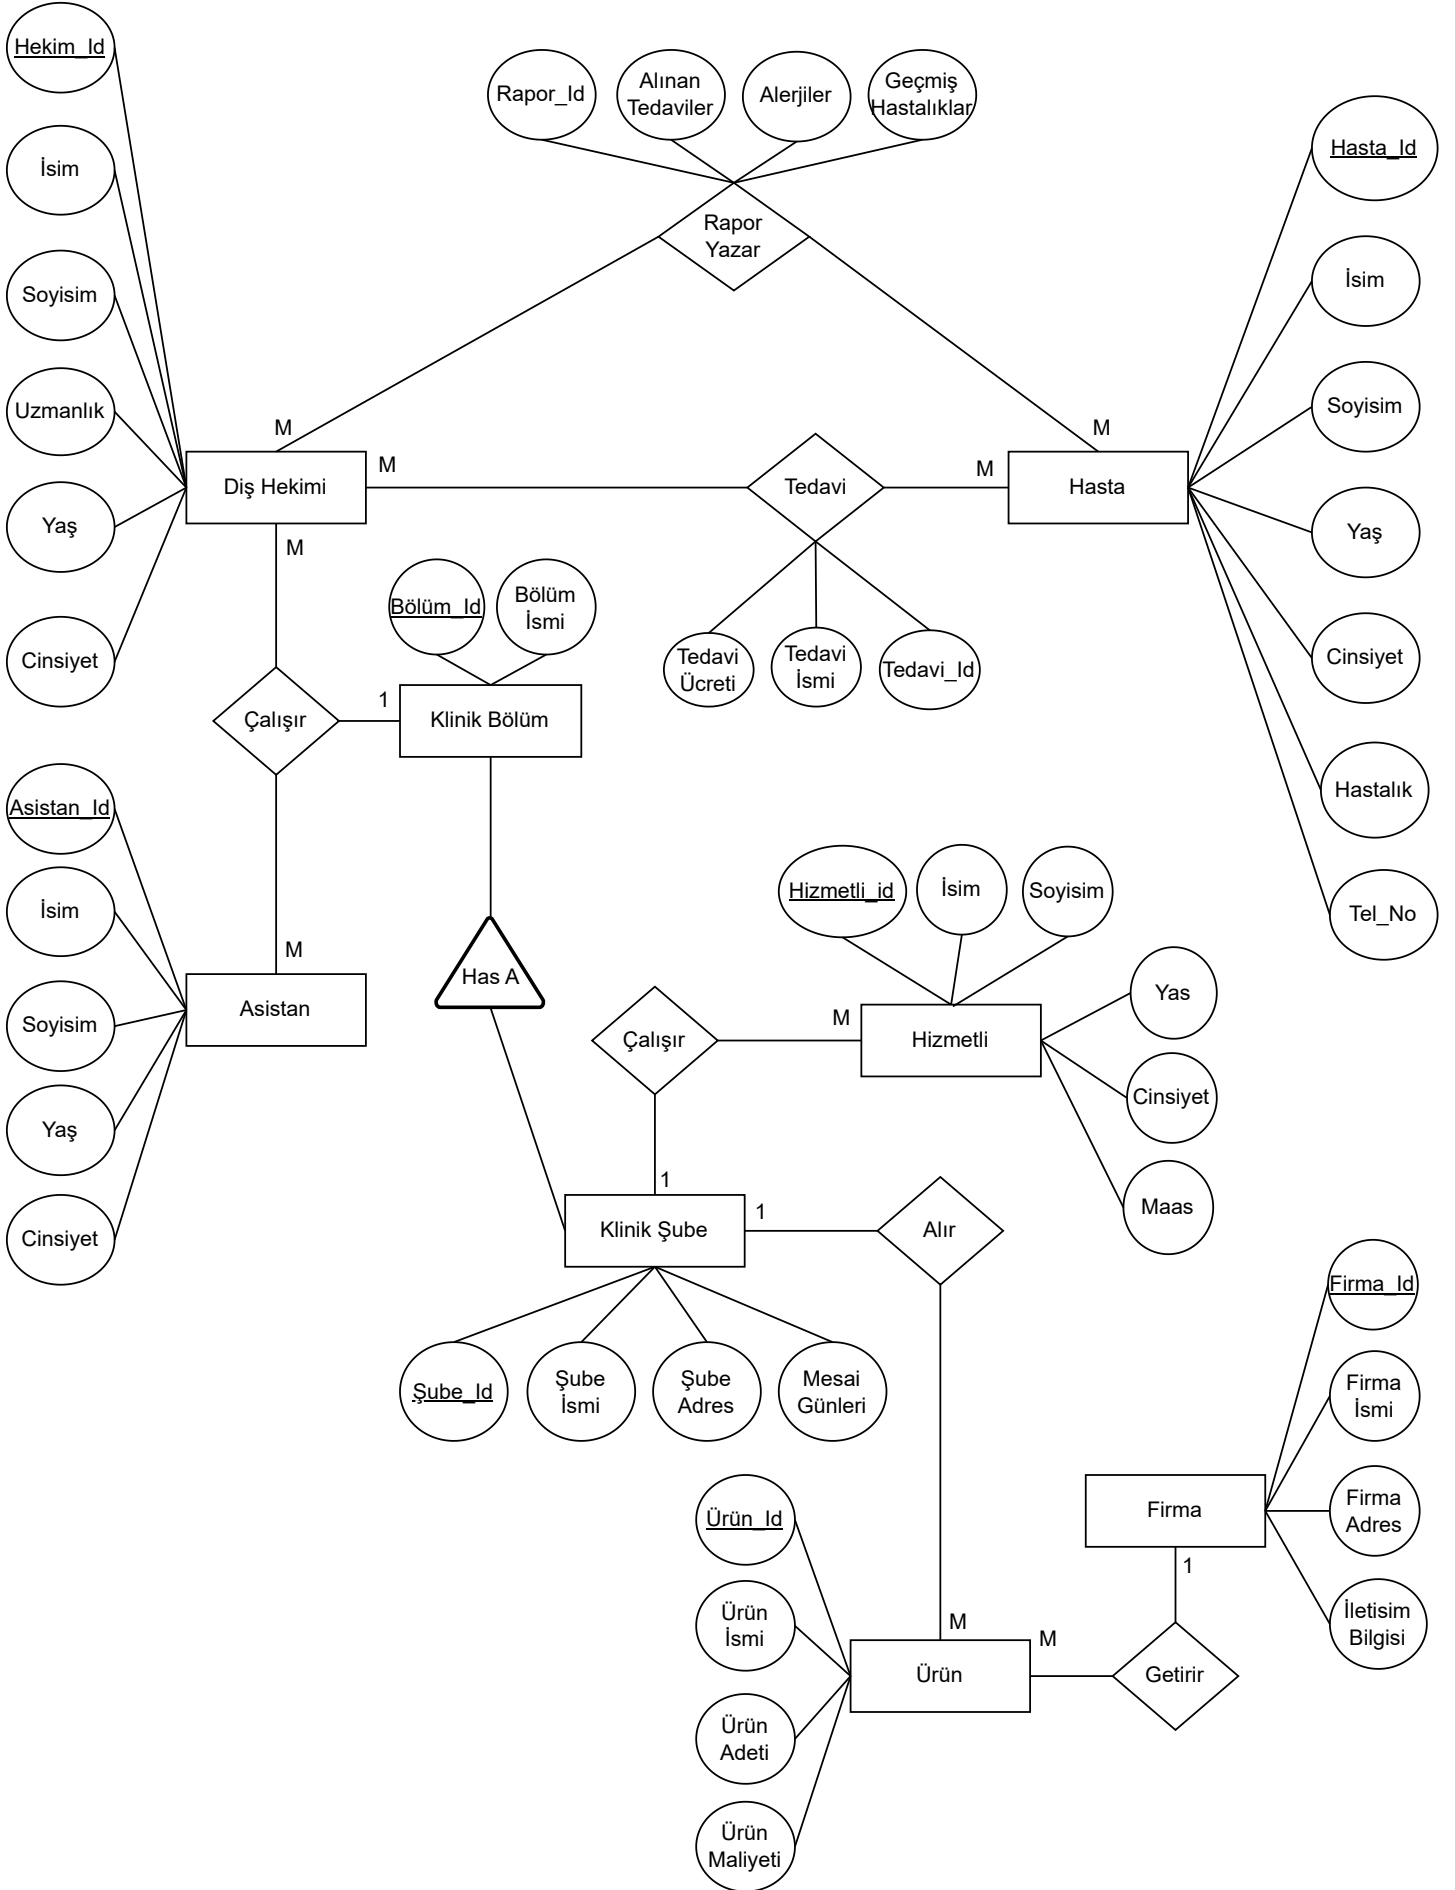 Hekim_Id
İsim
Soyisim
Uzmanlık
Yaş
Cinsiyet
Rapor_Id
Alınan
Tedaviler
Alerjiler
Geçmiş
Hastalıklar
Rapor
Yazar
Hasta_Id
İsim
Soyisim
Yaş
Cinsiyet
Hastalık
Tel_No
M
M
Diş Hekimi
M
Tedavi
M
Hasta
M
Tedavi
Ücreti
Tedavi
İsmi
Tedavi_Id
Bölüm_Id
Bölüm
İsmi
Çalışır
1
Klinik Bölüm
Asistan_Id
İsim
Soyisim
Yaş
Cinsiyet
M
Asistan
Has A
Hizmetli_id
İsim
Soyisim
Çalışır
M
Hizmetli
Yas
Cinsiyet
Maas
1
Klinik Şube
1
Alır
Şube_Id
Şube
İsmi
Şube
Adres
Mesai
Günleri
Firma_Id
Firma
İsmi
Firma
Adres
İletisim
Bilgisi
Firma
1
Ürün_Id
Ürün
İsmi
Ürün
Adeti
Ürün
Maliyeti
M
Ürün
M
Getirir